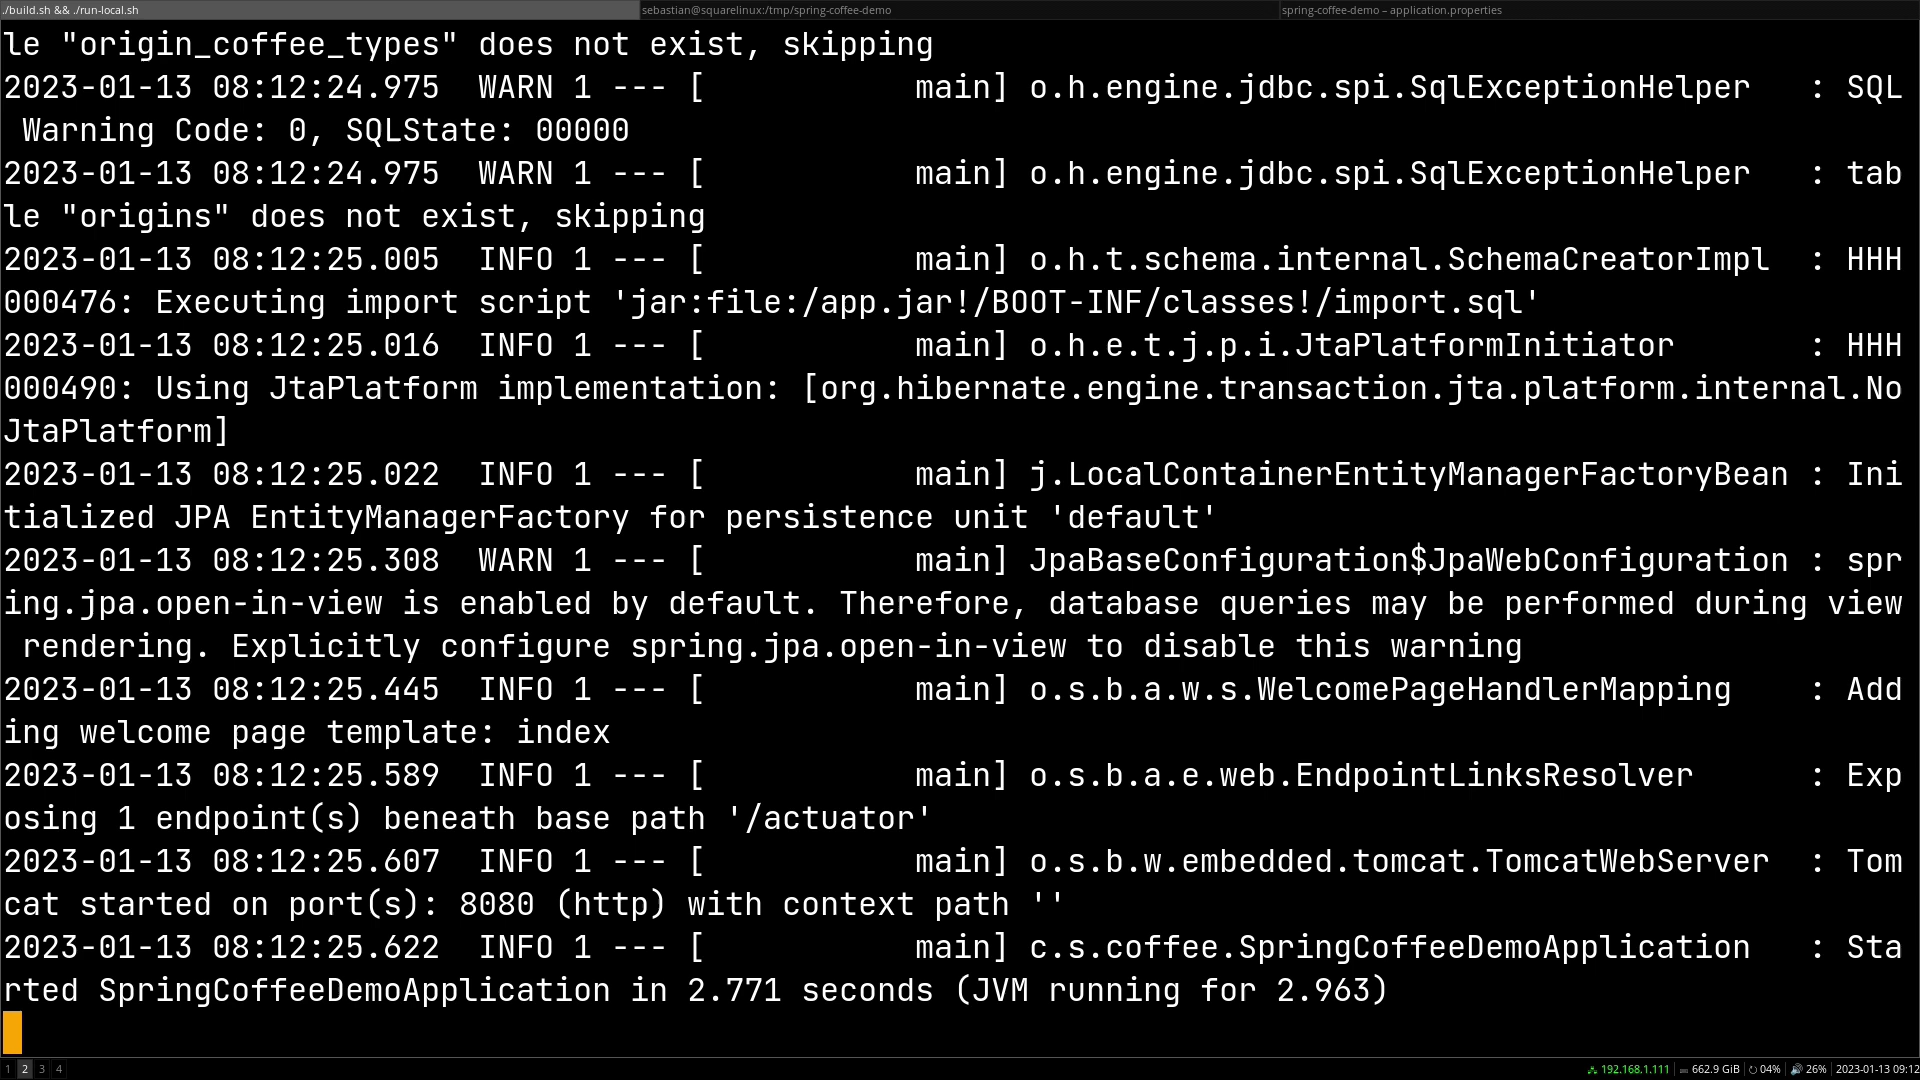 ./build.sh && ./run-local.sh
sebastian@squarelinux:/tmp/spring-coffee-demo
spring-coffee-demo – application.properties
le "origin_coffee_types" does not exist, skipping
2023-01-13 08:12:24.975  WARN 1 --- [           main] o.h.engine.jdbc.spi.SqlExceptionHelper   : SQL
 Warning Code: 0, SQLState: 00000
2023-01-13 08:12:24.975  WARN 1 --- [           main] o.h.engine.jdbc.spi.SqlExceptionHelper   : tab
le "origins" does not exist, skipping
2023-01-13 08:12:25.005  INFO 1 --- [           main] o.h.t.schema.internal.SchemaCreatorImpl  : HHH
000476: Executing import script 'jar:file:/app.jar!/BOOT-INF/classes!/import.sql'
2023-01-13 08:12:25.016  INFO 1 --- [           main] o.h.e.t.j.p.i.JtaPlatformInitiator       : HHH
000490: Using JtaPlatform implementation: [org.hibernate.engine.transaction.jta.platform.internal.No
JtaPlatform]
2023-01-13 08:12:25.022  INFO 1 --- [           main] j.LocalContainerEntityManagerFactoryBean : Ini
tialized JPA EntityManagerFactory for persistence unit 'default'
2023-01-13 08:12:25.308  WARN 1 --- [           main] JpaBaseConfiguration$JpaWebConfiguration : spr
ing.jpa.open-in-view is enabled by default. Therefore, database queries may be performed during view
 rendering. Explicitly configure spring.jpa.open-in-view to disable this warning
2023-01-13 08:12:25.445  INFO 1 --- [           main] o.s.b.a.w.s.WelcomePageHandlerMapping    : Add
ing welcome page template: index
2023-01-13 08:12:25.589  INFO 1 --- [           main] o.s.b.a.e.web.EndpointLinksResolver      : Exp
osing 1 endpoint(s) beneath base path '/actuator'
2023-01-13 08:12:25.607  INFO 1 --- [           main] o.s.b.w.embedded.tomcat.TomcatWebServer  : Tom
cat started on port(s): 8080 (http) with context path ''
2023-01-13 08:12:25.622  INFO 1 --- [           main] c.s.coffee.SpringCoffeeDemoApplication   : Sta
rted SpringCoffeeDemoApplication in 2.771 seconds (JVM running for 2.963)
1 2 3 4
192.168.1.111 662.9 GiB 04% 26% 2023-01-13 09:12